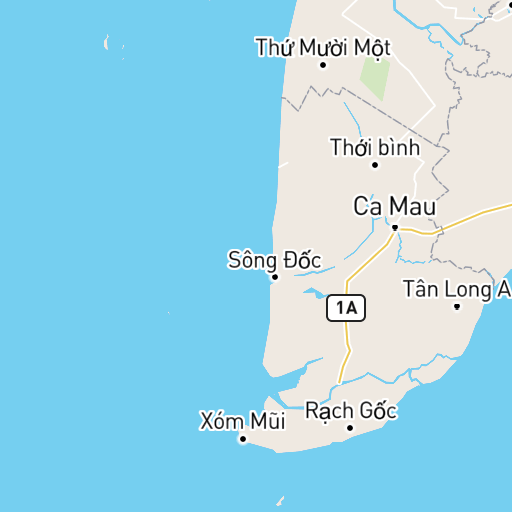 Thứ Mười Một
Thới bình
Ca Mau
Sông Đốc
Tân Long A
1A
Rạch Gốc
Xóm Mũi